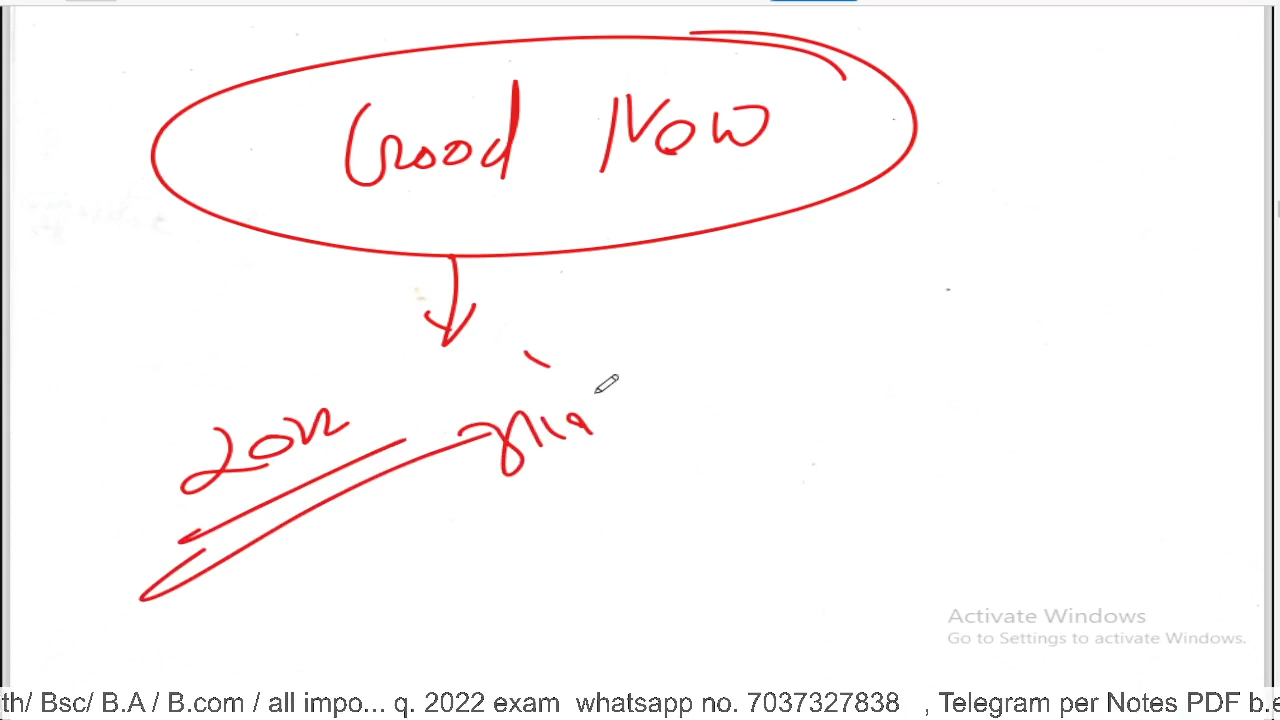 Good Now
2022
Activate Windows
Go to Settings to activate Windows.
th/ Bsc/ B.A / B.com / all impo... q. 2022 exam whatsapp no. 7037327838 , Telegram per Notes PDF b.s